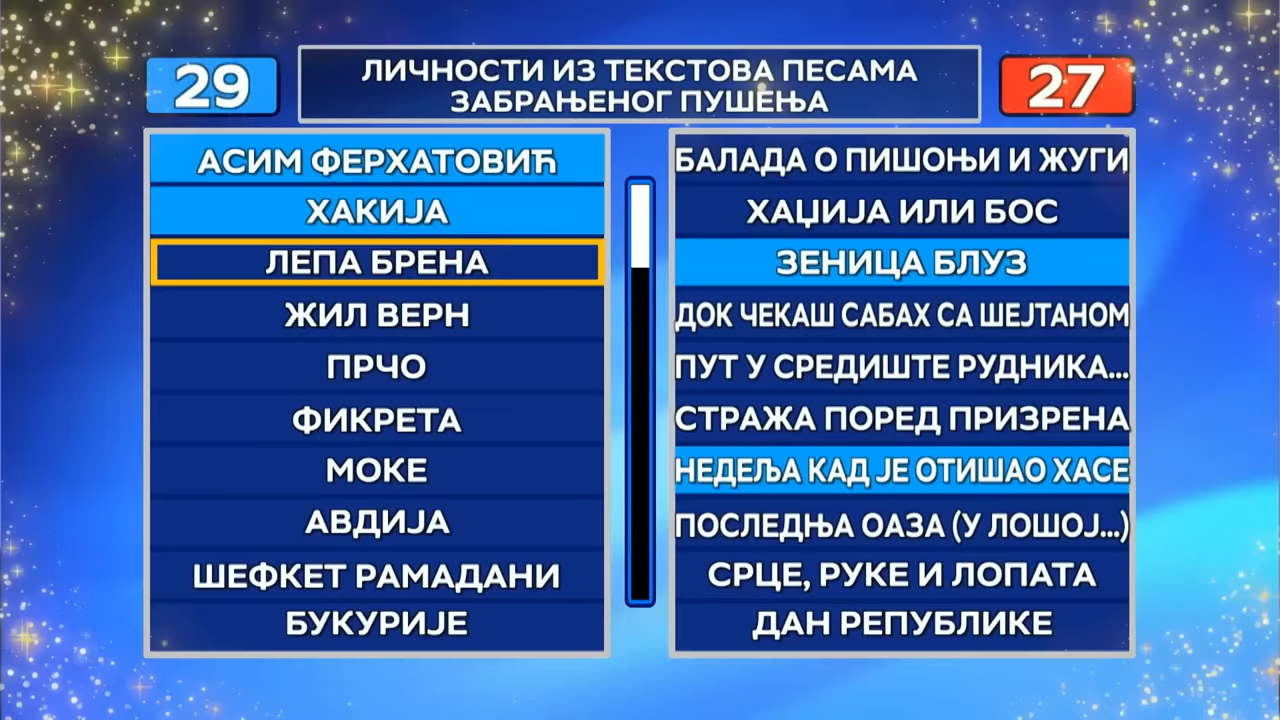 29
ЛИЧНОСТИ ИЗ ТЕКСТОВА ПЕСАМА
ЗАБРАЊЕНОГ ПУШЕЊА
27
АСИМ ФЕРХАТОВИЋ
ХАКИЈА
ЛЕПА БРЕНА
ЖИЛ ВЕРН
ПРЧО
ФИКРЕТА
МОКЕ
АВДИЈА
ШЕФКЕТ РАМАДАНИ
БУКУРИЈЕ
БАЛАДА О ПИШОЊИ И ЖУГИ
ХАЏИЈА ИЛИ БОС
ЗЕНИЦА БЛУЗ
ДОК ЧЕКАШ САБАХ СА ШЕЈТАНОМ
ПУТ У СРЕДИШТЕ РУДНИКА...
СТРАЖА ПОРЕД ПРИЗРЕНА
НЕДЕЉА КАД ЈЕ ОТИШАО ХАСЕ
ПОСЛЕДЊА ОАЗА (У ЛОШОЈ...)
СРЦЕ, РУКЕ И ЛОПАТА
ДАН РЕПУБЛИКЕ